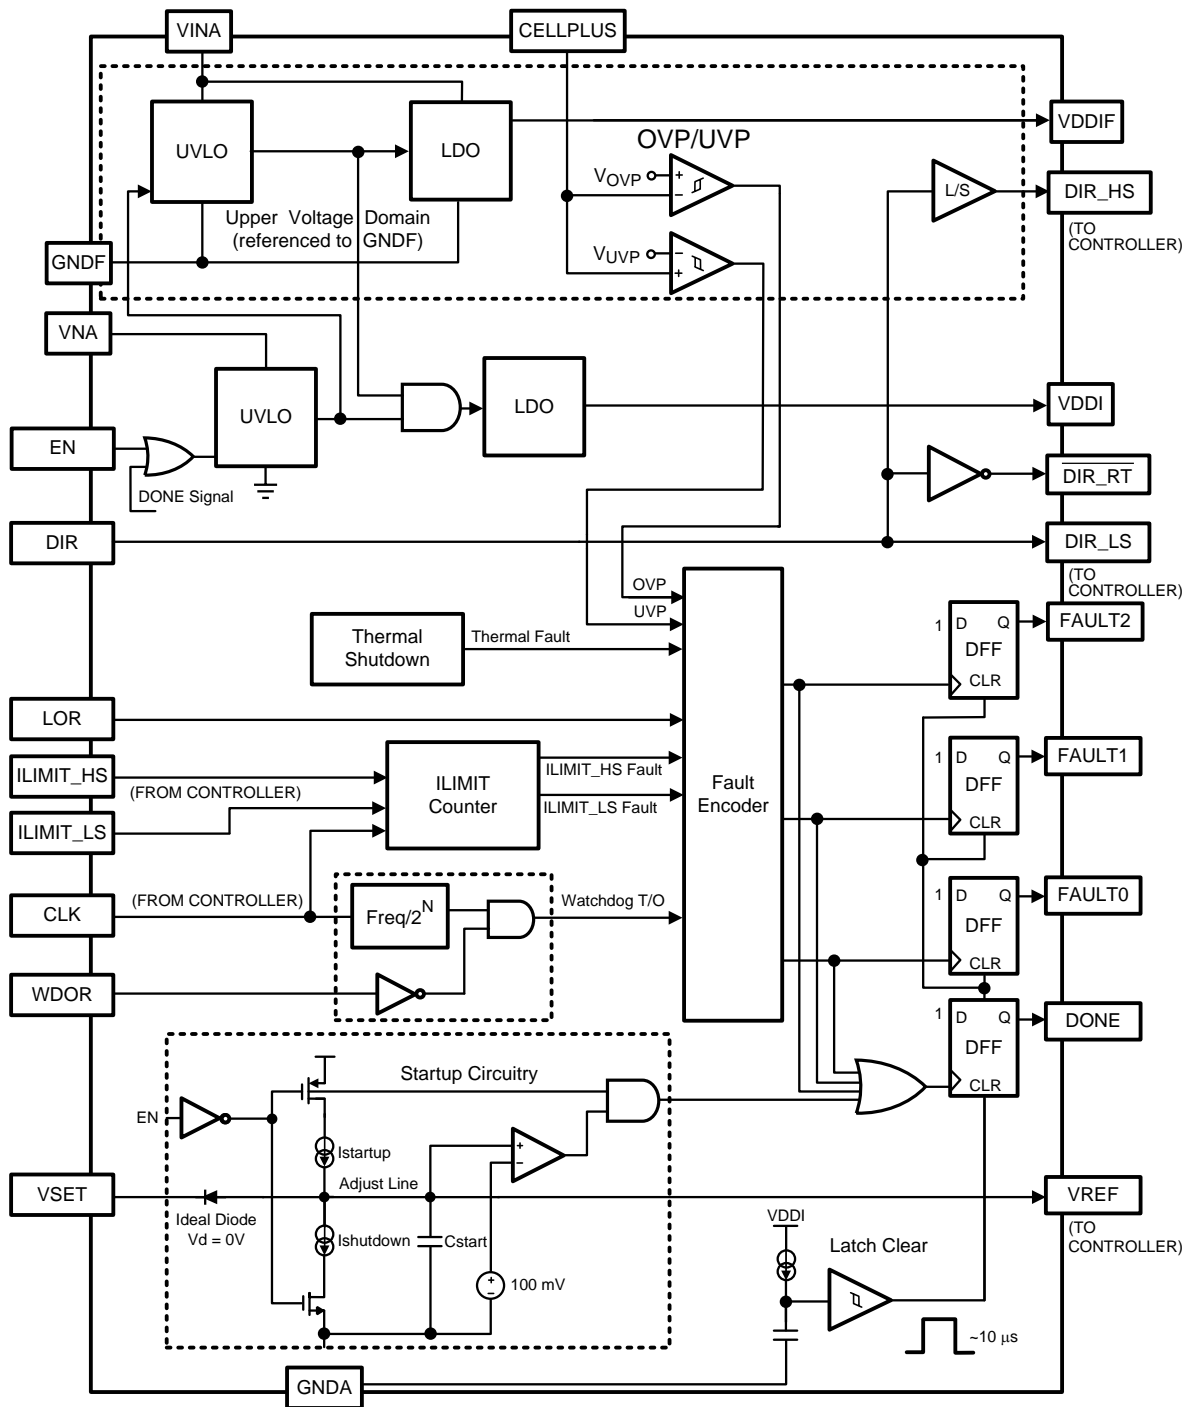 VINA
CELLPLUS
UVLO
LDO
OVP/UVP
VDDIF
VOVP
+
−
L/S
DIR_HS
(TO
CONTROLLER)
Upper Voltage Domain
(referenced to GNDF)
VUVP
−
+
GNDF
VNA
UVLO
LDO
VDDI
EN
DONE Signal
DIR_RT
DIR
DIR_LS
(TO
CONTROLLER)
OVP
UVP
Thermal
Shutdown
Thermal Fault
1
D
Q
DFF
CLR
FAULT2
LOR
ILIMIT_HS
(FROM CONTROLLER)
ILIMIT
Counter
ILIMIT_HS Fault
ILIMIT_LS Fault
Fault
Encoder
1
D
Q
DFF
CLR
FAULT1
ILIMIT_LS
CLK
(FROM CONTROLLER)
Freq/2N
Watchdog T/O
1
D
Q
DFF
CLR
FAULT0
WDOR
1
D
Q
DFF
CLR
DONE
Startup Circuitry
EN
Istartup
+
−
VSET
Adjust Line
VREF
(TO
CONTROLLER)
Ideal Diode
Vd = 0V
Ishutdown
Cstart
+
−
100 mV
VDDI
Latch Clear
~10 μs
GNDA